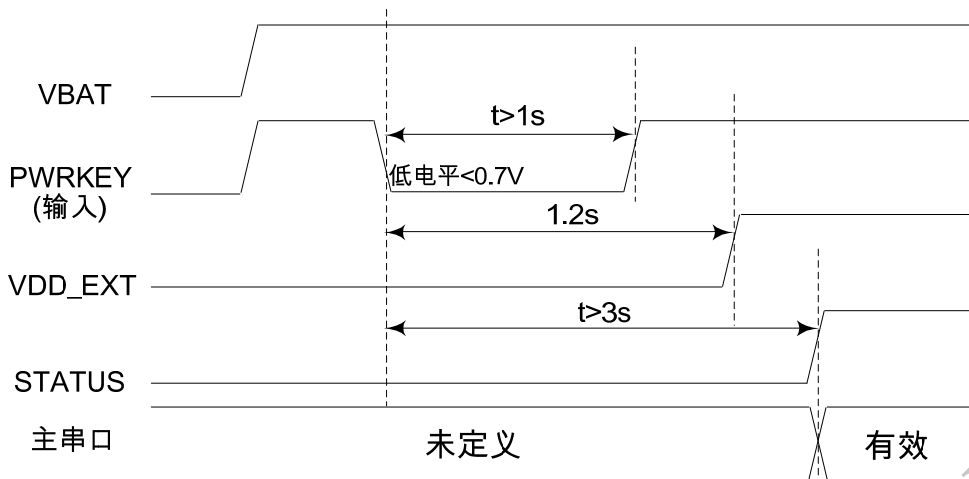 VBAT
t>1s
PWRKEY
(输入)
低电平<0.7V
1.2s
VDD_EXT
t>3s
STATUS
主串口
未定义
有效